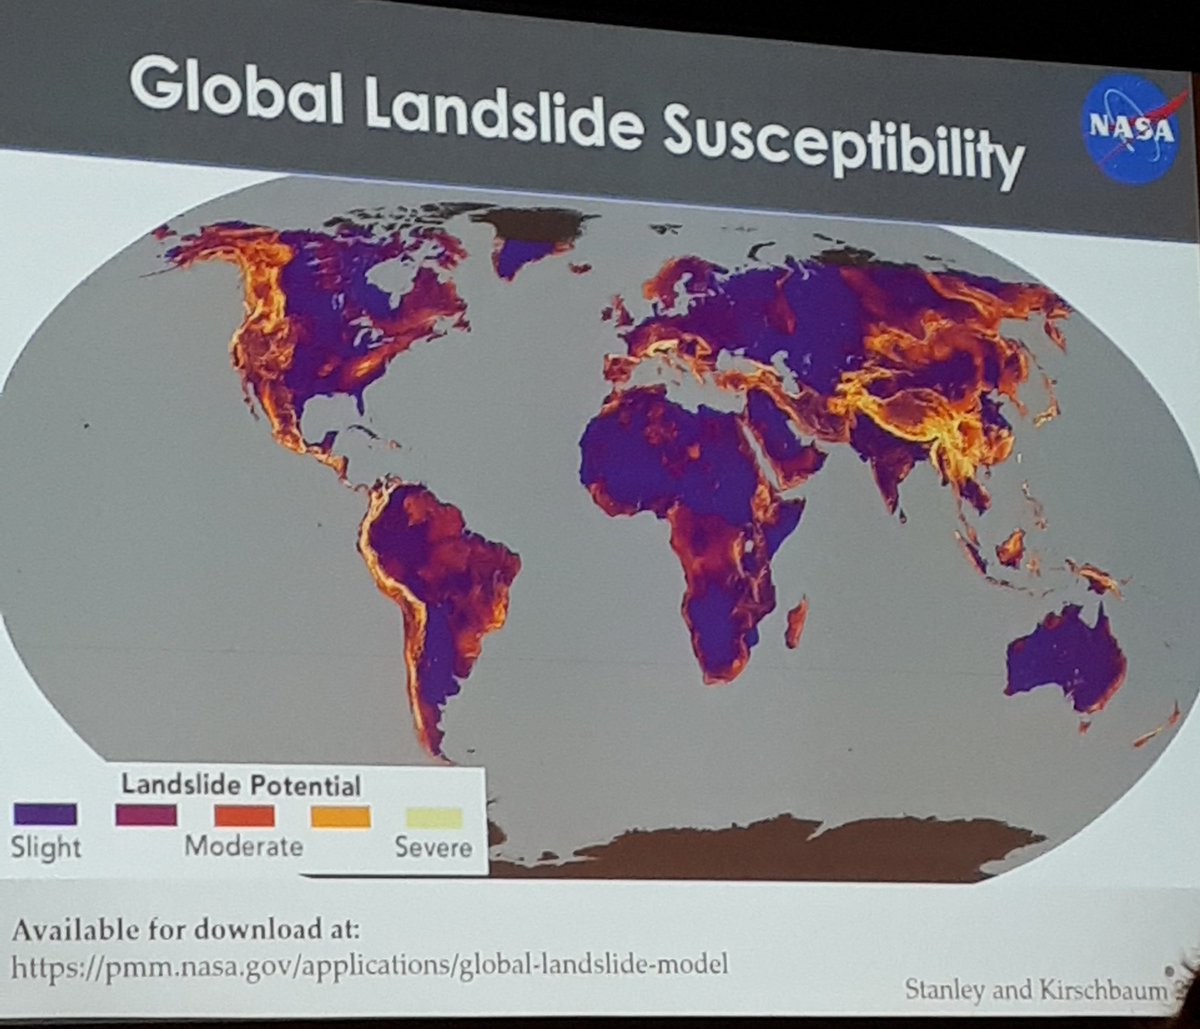 Global Landslide Susceptibility
NASA
Landslide Potential
Slight Moderate Severe
Available for download at:
https://pmm.nasa.gov/applications/global-landslide-model
Stanley and Kirschbaum